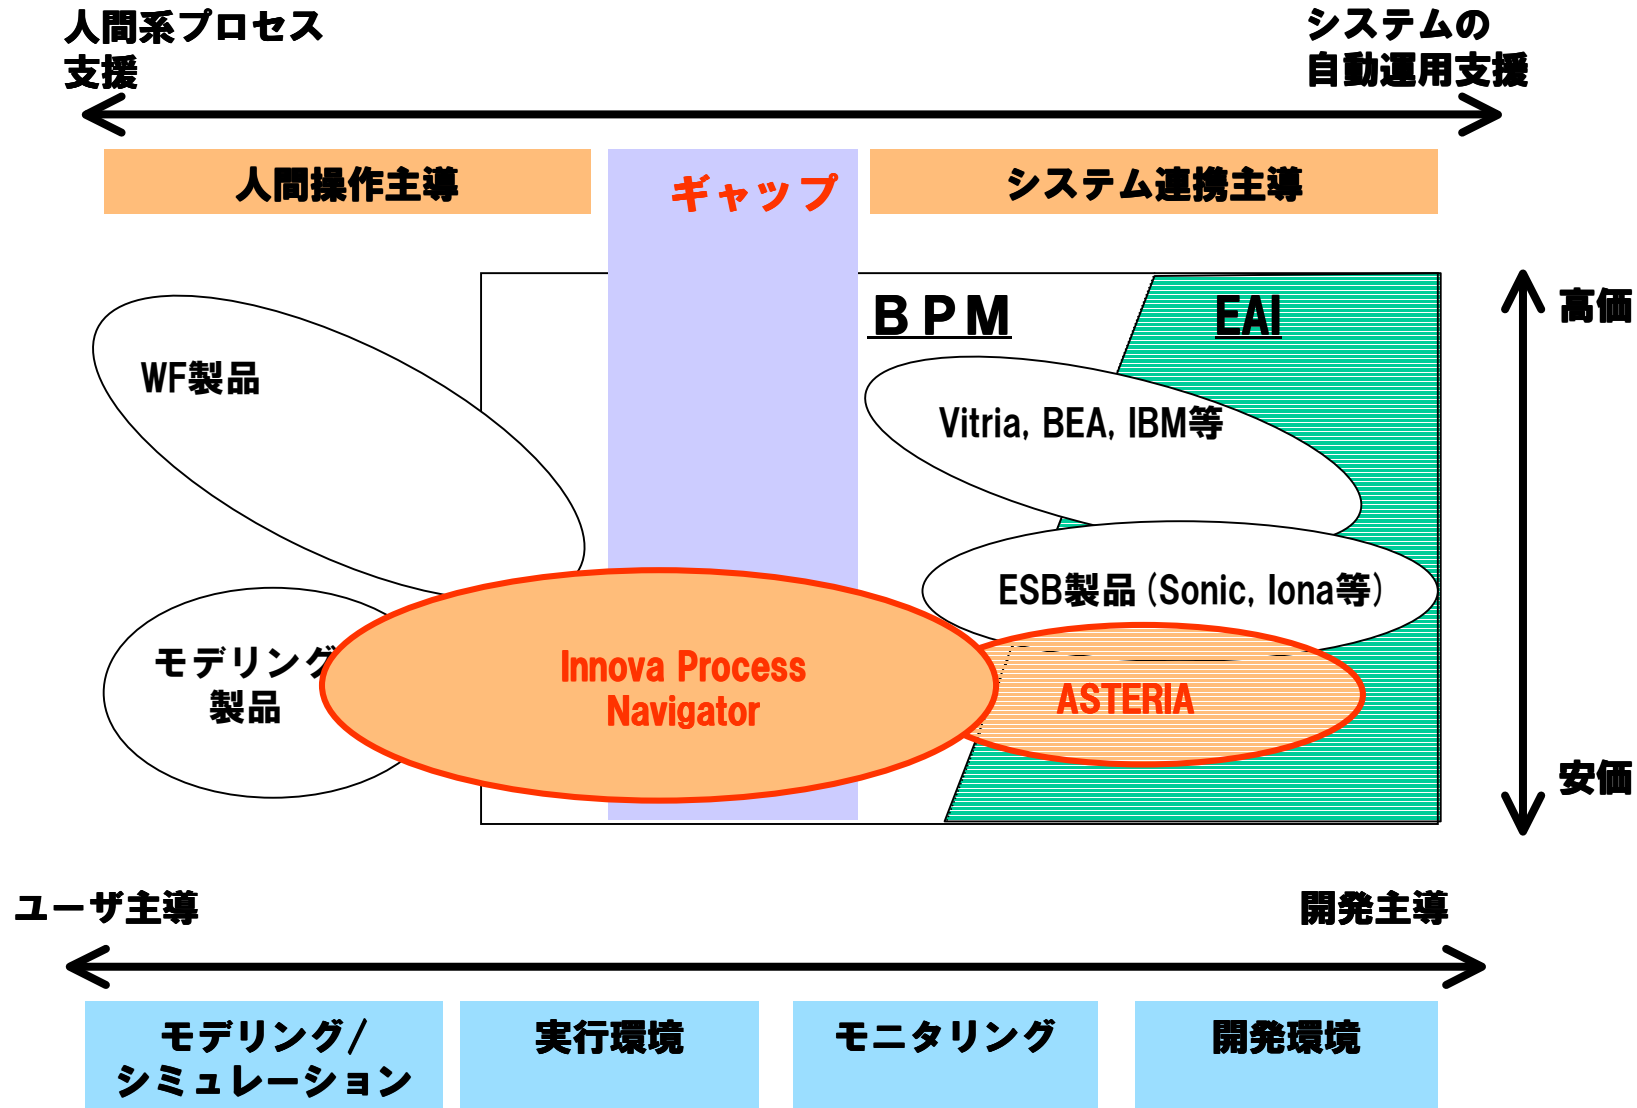 人間系プロセス
支援
システムの
自動運用支援
人間操作主導
ギャップ
システム連携主導
BPM
EAI
高価
WF製品
Vitria, BEA, IBM等
ESB製品(Sonic, Iona等)
モデリング
製品
Innova Process
Navigator
ASTERIA
安価
ユーザ主導
開発主導
モデリング/
シミュレーション
実行環境
モニタリング
開発環境